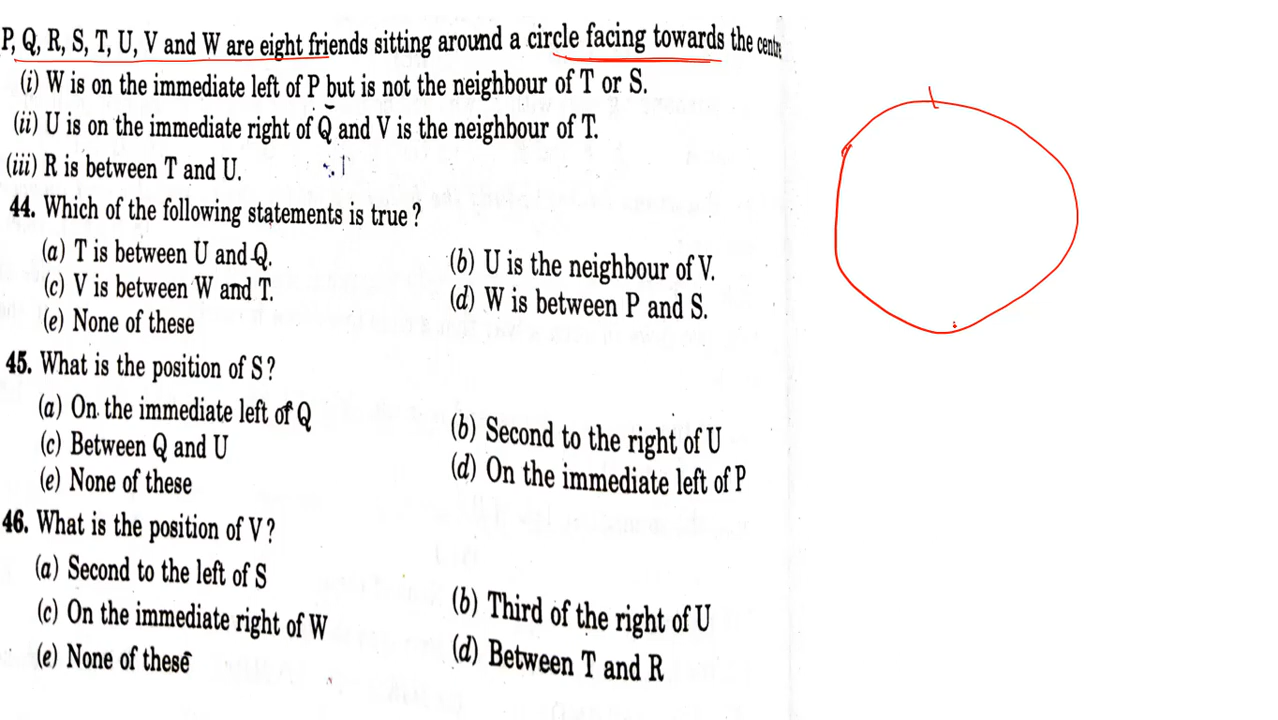 P, Q, R, S, T, U, V and W are eight friends sitting around a circle facing towards the centre
(i) W is on the immediate left of P but is not the neighbour of T or S.
(ii) U is on the immediate right of Q and V is the neighbour of T.
(iii) R is between T and U.
44. Which of the following statements is true?
(a) T is between U and Q.
(b) U is the neighbour of V.
(c) V is between W and T.
(d) W is between P and S.
(e) None of these
45. What is the position of S?
(a) On the immediate left of Q
(b) Second to the right of U
(c) Between Q and U
(d) On the immediate left of P
(e) None of these
46. What is the position of V?
(a) Second to the left of S
(b) Third of the right of U
(c) On the immediate right of W
(d) Between T and R
(e) None of these